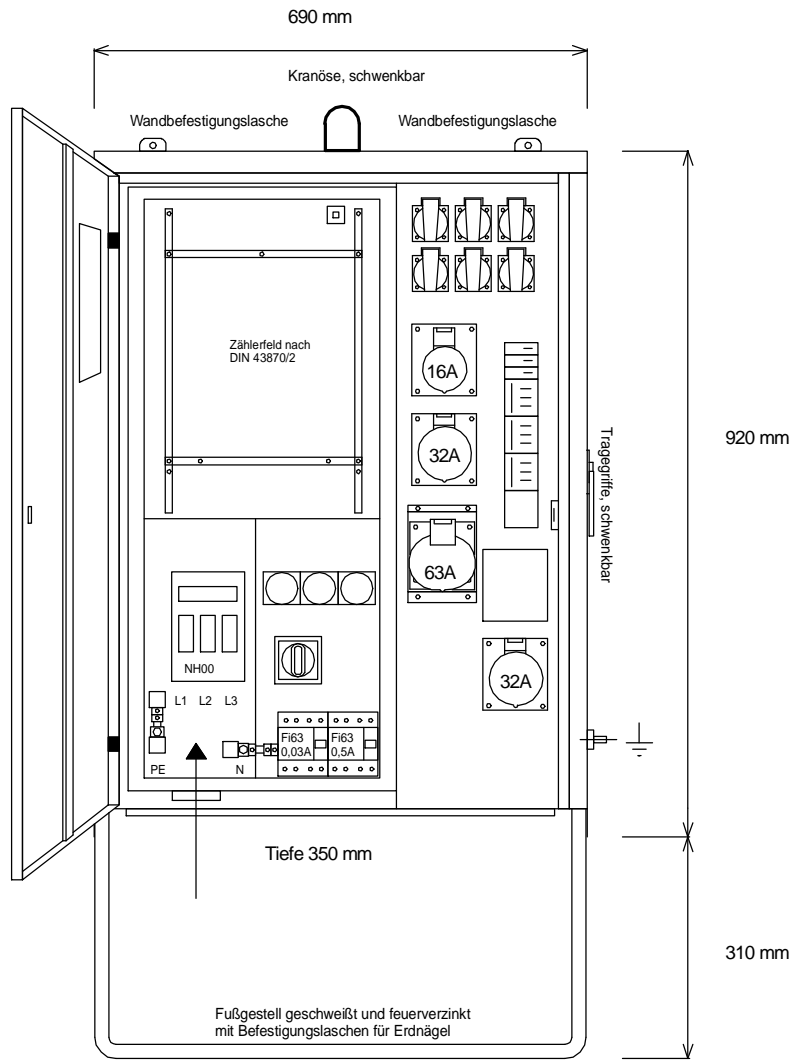 690 mm
Kranöse, schwenkbar
Wandbefestigungslasche
Wandbefestigungslasche
Zählerfeld nach
DIN 43870/2
16A
32A
63A
32A
Tragegriffe, schwenkbar
920 mm
NH00
L1 L2 L3
PE
N
Fi63
0,03A
Fi63
0,5A
Tiefe 350 mm
310 mm
Fußgestell geschweißt und feuerverzinkt
mit Befestigungslaschen für Erdnägel